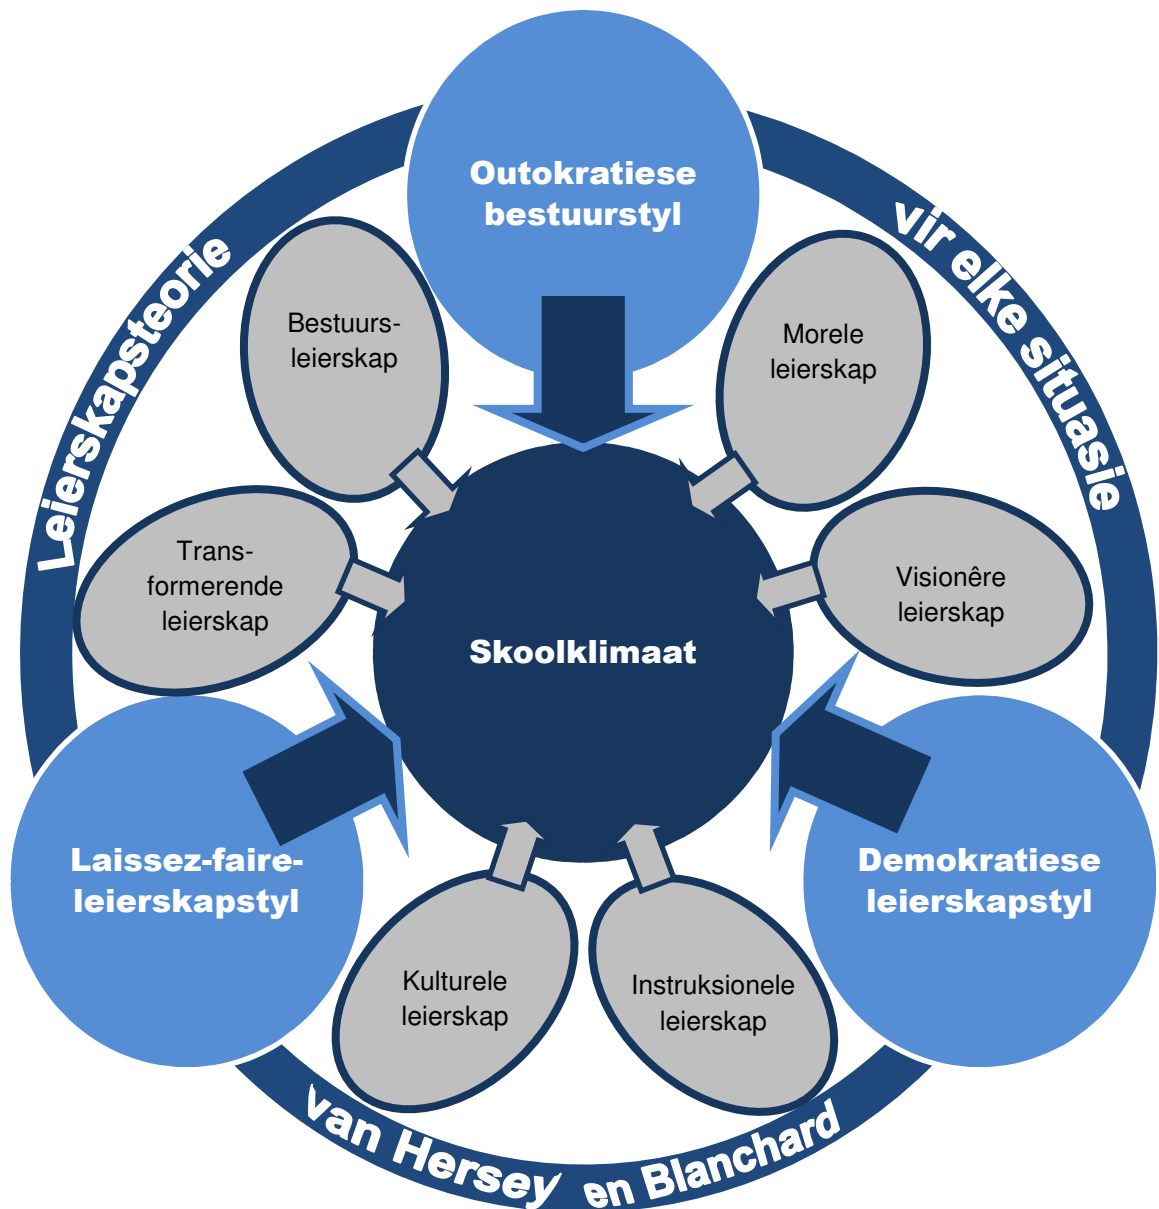 Outokratiese
bestuurstyl
Leierskapsteorie
vir elke situasie
Bestuurs-
leierskap
Morele
leierskap
Trans-
formerende
leierskap
Visionêre
leierskap
Skoolklimaat
Laissez-faire-
leierskapstyl
Demokratiese
leierskapstyl
Kulturele
leierskap
Instruksionele
leierskap
van Hersey en Blanchard